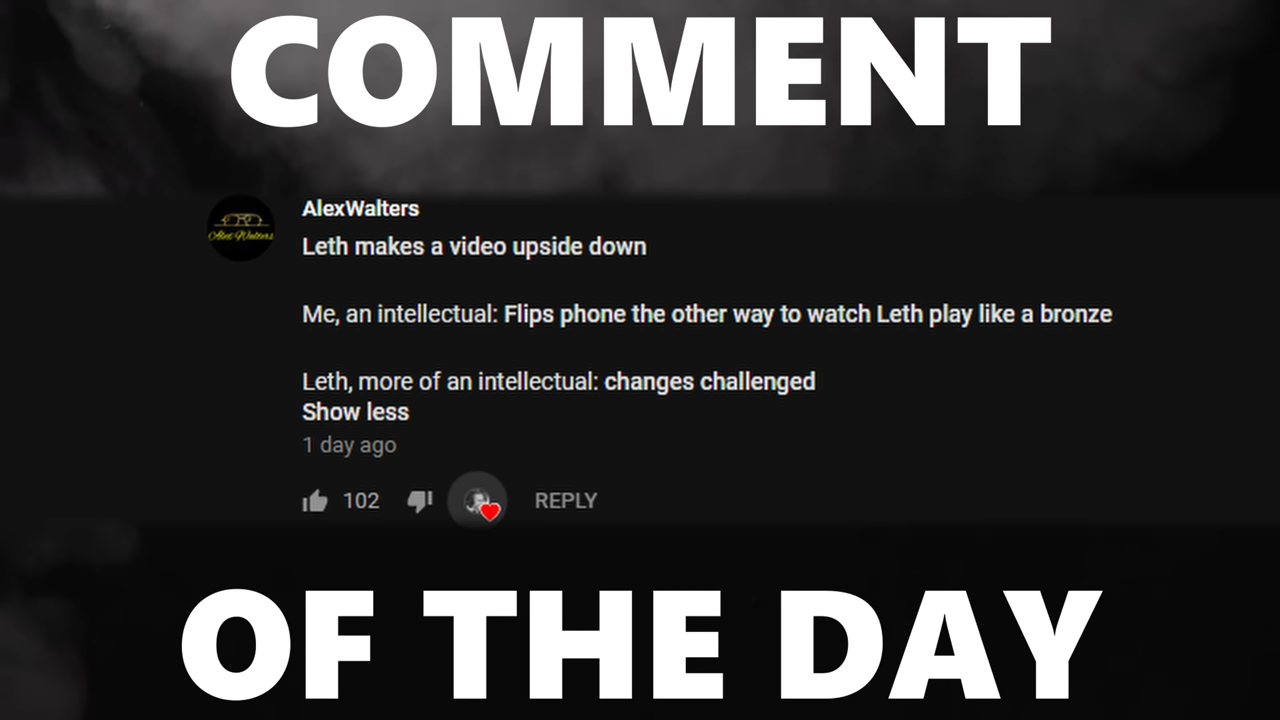 COMMENT
AlexWalters
Alex Walters
Leth makes a video upside down
Me, an intellectual: Flips phone the other way to watch Leth play like a bronze
Leth, more of an intellectual: changes challenged
Show less
1 day ago
102
REPLY
OF THE DAY